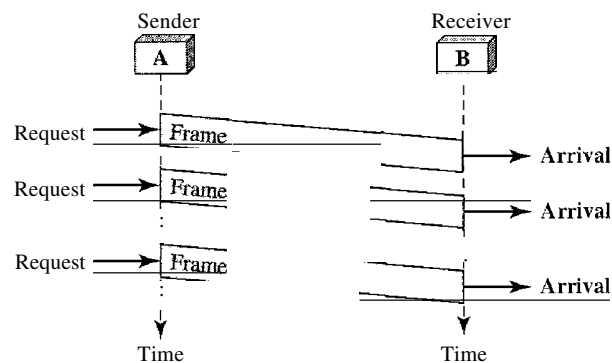 Sender Receiver
A B
Request Frame Arrival
Request Frame Arrival
Request Frame Arrival
Time Time